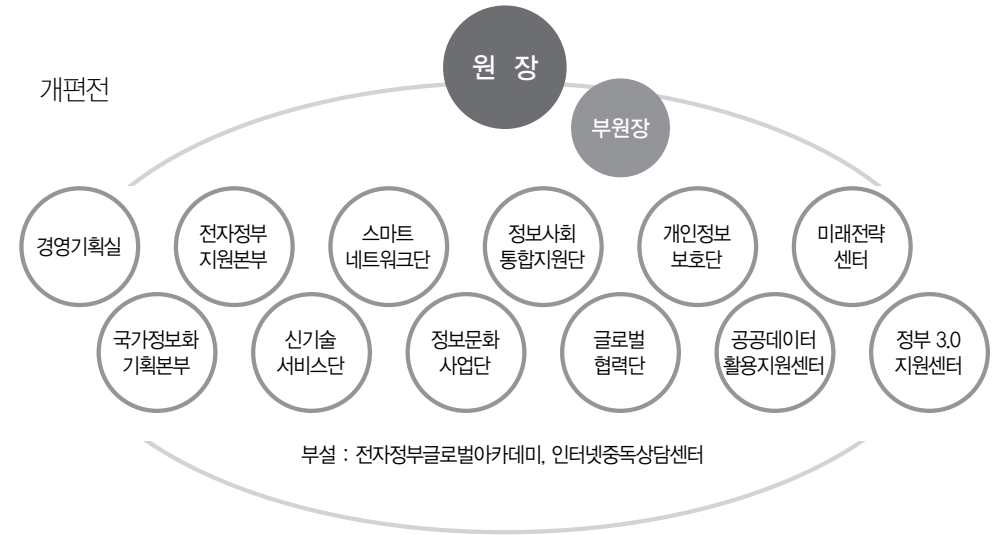 원 장
개편전
부원장
경영기획실
전자정부
지원본부
스마트
네트워크단
정보사회
통합지원단
개인정보
보호단
미래전략
센터
국가정보화
기획본부
신기술
서비스단
정보문화
사업단
글로벌
협력단
공공데이터
활용지원센터
정부 3.0
지원센터
부설 : 전자정부글로벌아카데미, 인터넷중독상담센터